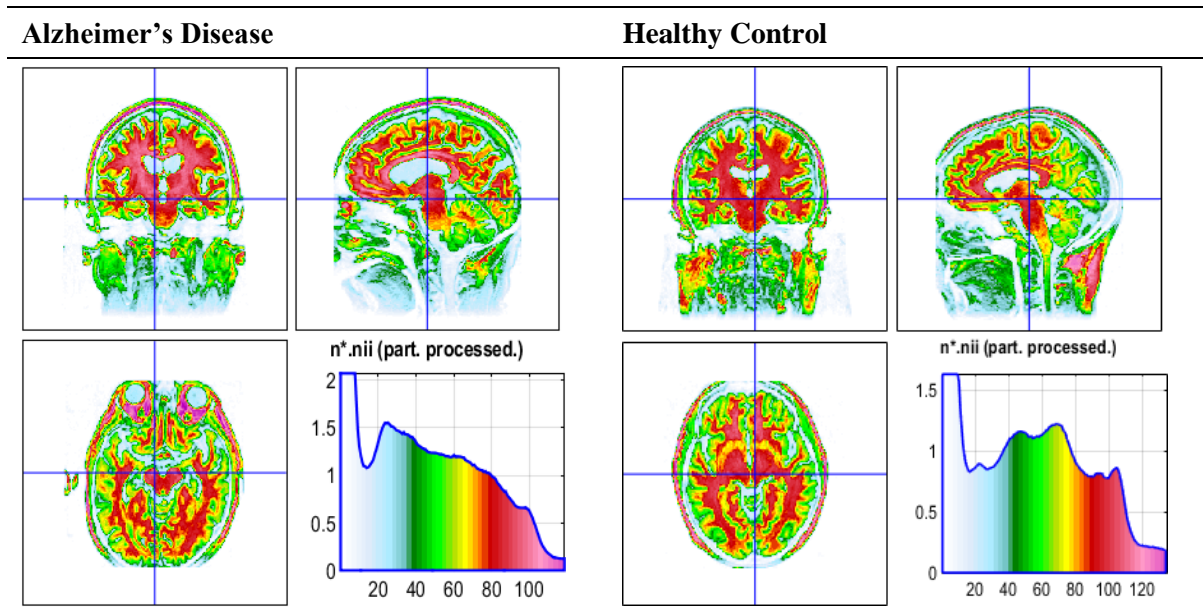 Alzheimer’s Disease
Healthy Control
n*.nii (part. processed.)
2
1.5
1
0.5
0
20 40 60 80 100
n*.nii (part. processed.)
1.5
1
0.5
0
20 40 60 80 100 120